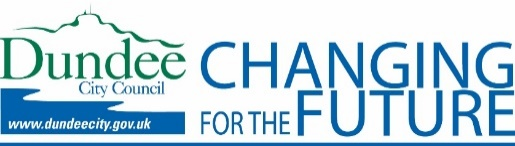 Dundee
City Council
www.dundeecity.gov.uk
CHANGING
FOR THE FUTURE